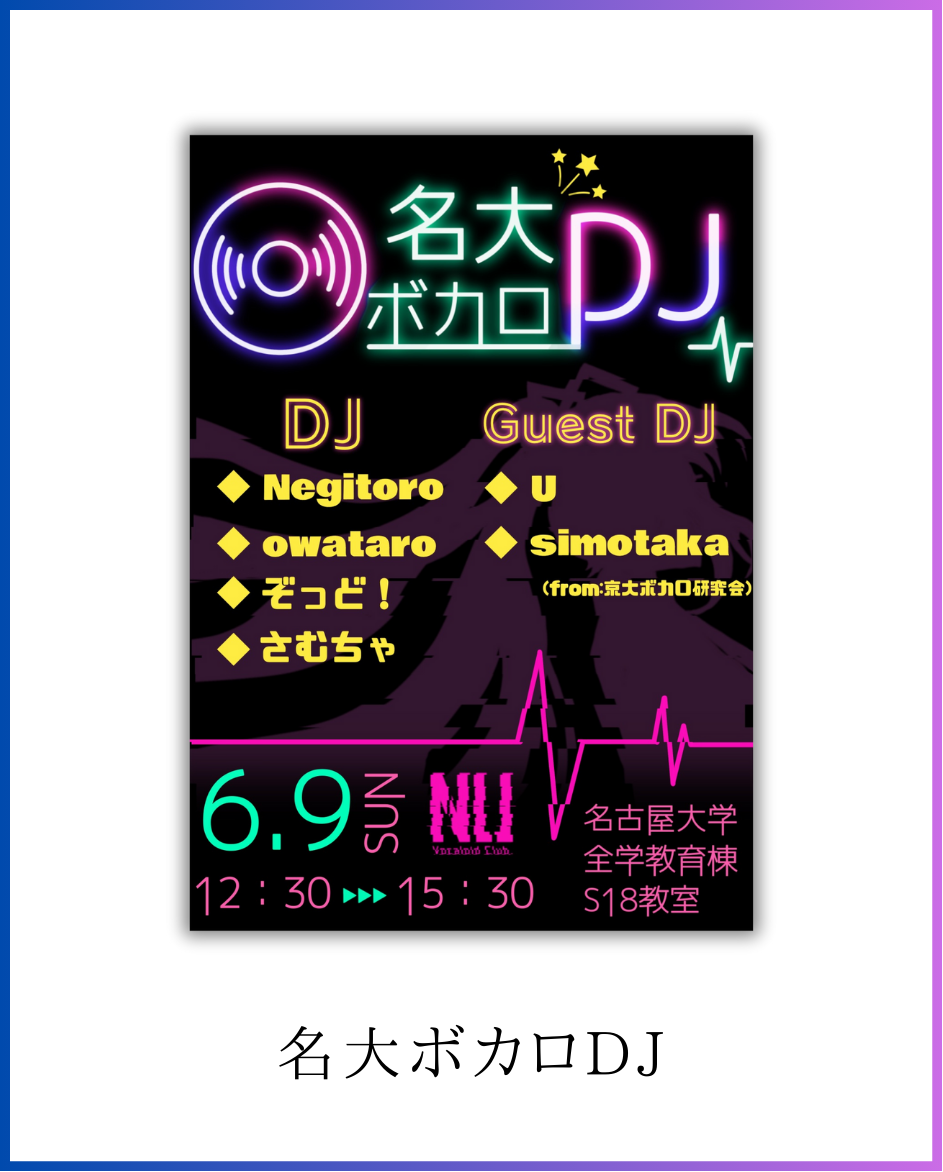 名大
ボカロ
DJ
DJ
◆ Negitoro
◆ owataro
◆ ぞっど！
◆ さむちゃ
Guest DJ
◆ U
◆ simotaka
(from:京大ボカロ研究会)
6.9 SUN
12：30 ▶▶▶ 15：30
NU
名古屋大学
全学教育棟
S18教室
名大ボカロDJ